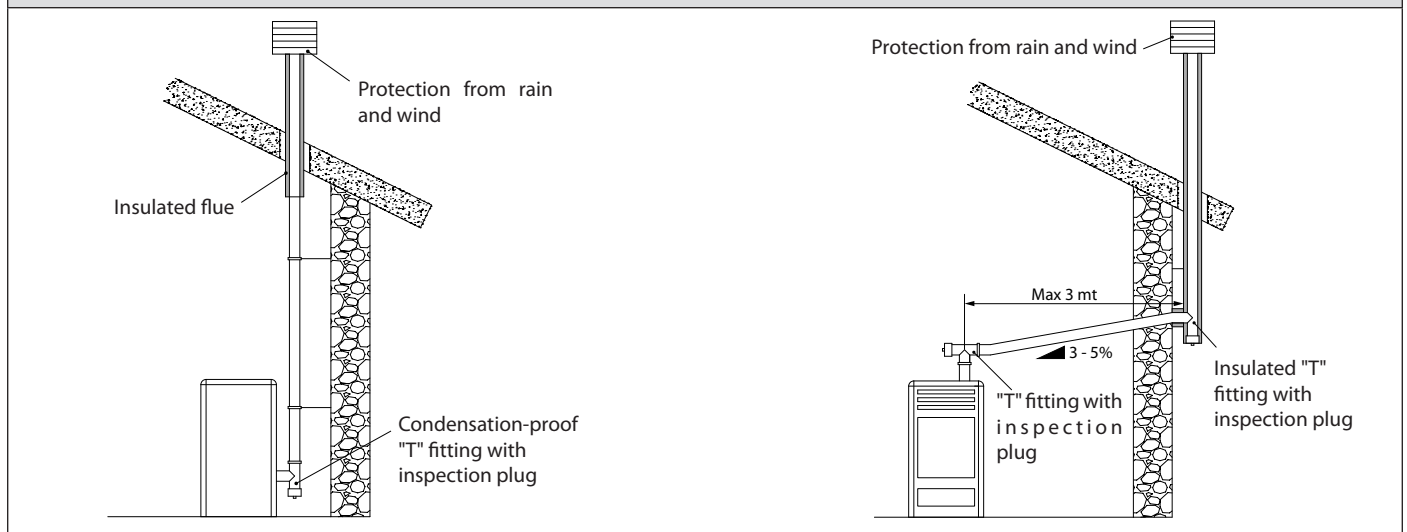 Protection from rain
and wind
Insulated flue
Condensation-proof
"T" fitting with
inspection plug
Protection from rain and wind
Max 3 mt
3 - 5%
"T" fitting with
inspection
plug
Insulated "T"
fitting with
inspection plug